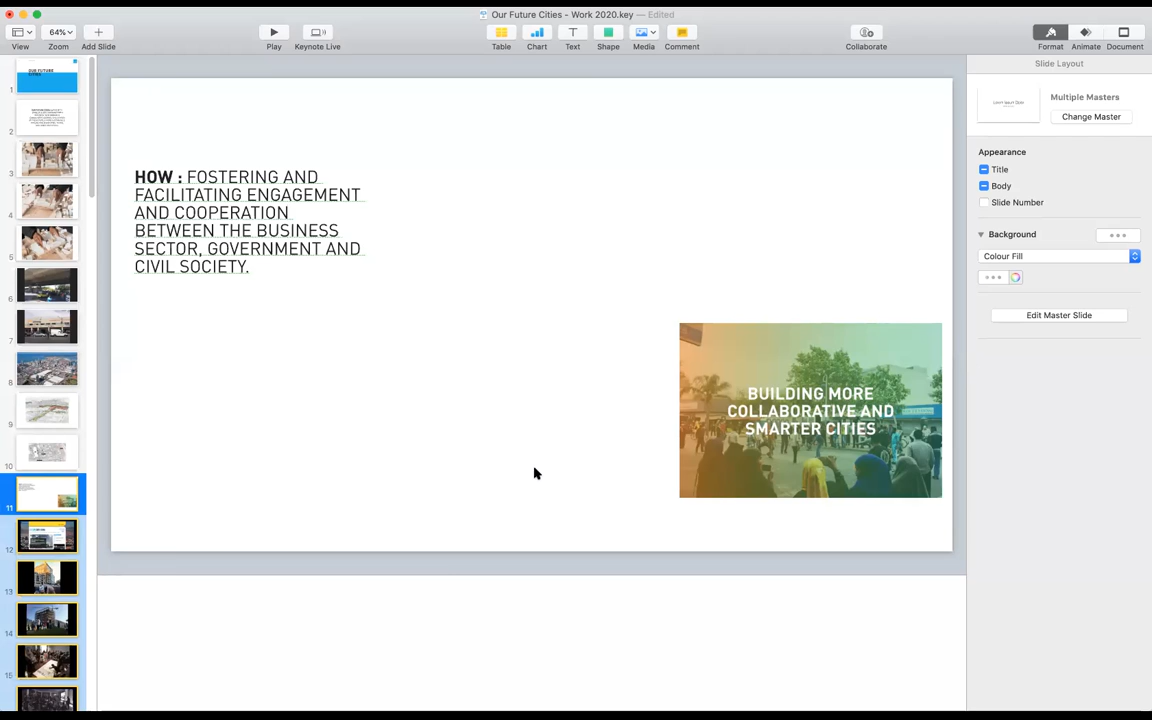 Our Future Cities - Work 2020.key — Edited
64%
View
Zoom
Add Slide
Play
Keynote Live
Table
Chart
Text
Shape
Media
Comment
Collaborate
Format
Animate
Document
1
OUR FUTURE
CITIES
2
3
4
5
6
7
8
9
10
11
12
13
14
15
HOW : FOSTERING AND
FACILITATING ENGAGEMENT
AND COOPERATION
BETWEEN THE BUSINESS
SECTOR, GOVERNMENT AND
CIVIL SOCIETY.
BUILDING MORE
COLLABORATIVE AND
SMARTER CITIES
Slide Layout
Multiple Masters
Change Master
Appearance
Title
Body
Slide Number
Background
Colour Fill
Edit Master Slide